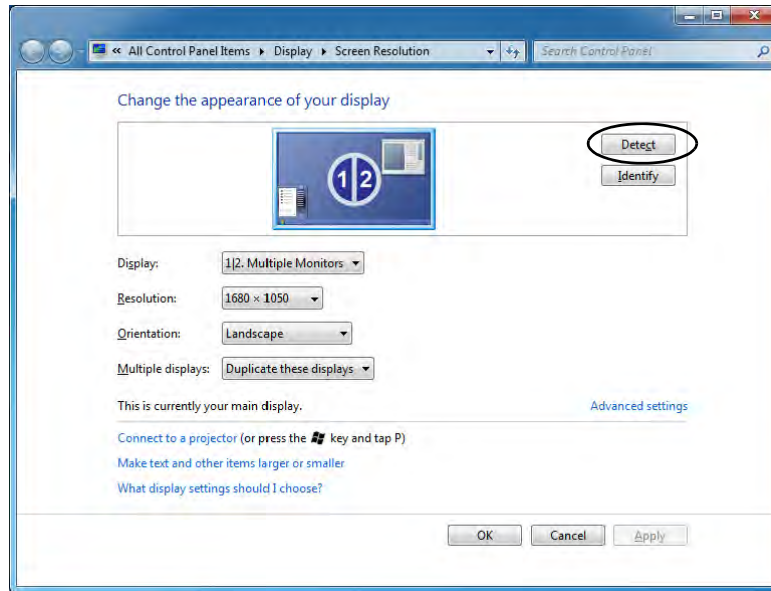 « All Control Panel Items ▸ Display ▸ Screen Resolution
Search Control Panel
Change the appearance of your display
1|2
Detect
Identify
Display: 1|2. Multiple Monitors
Resolution: 1680 × 1050
Orientation: Landscape
Multiple displays: Duplicate these displays
This is currently your main display. Advanced settings
Connect to a projector (or press the key and tap P)
Make text and other items larger or smaller
What display settings should I choose?
OK Cancel Apply